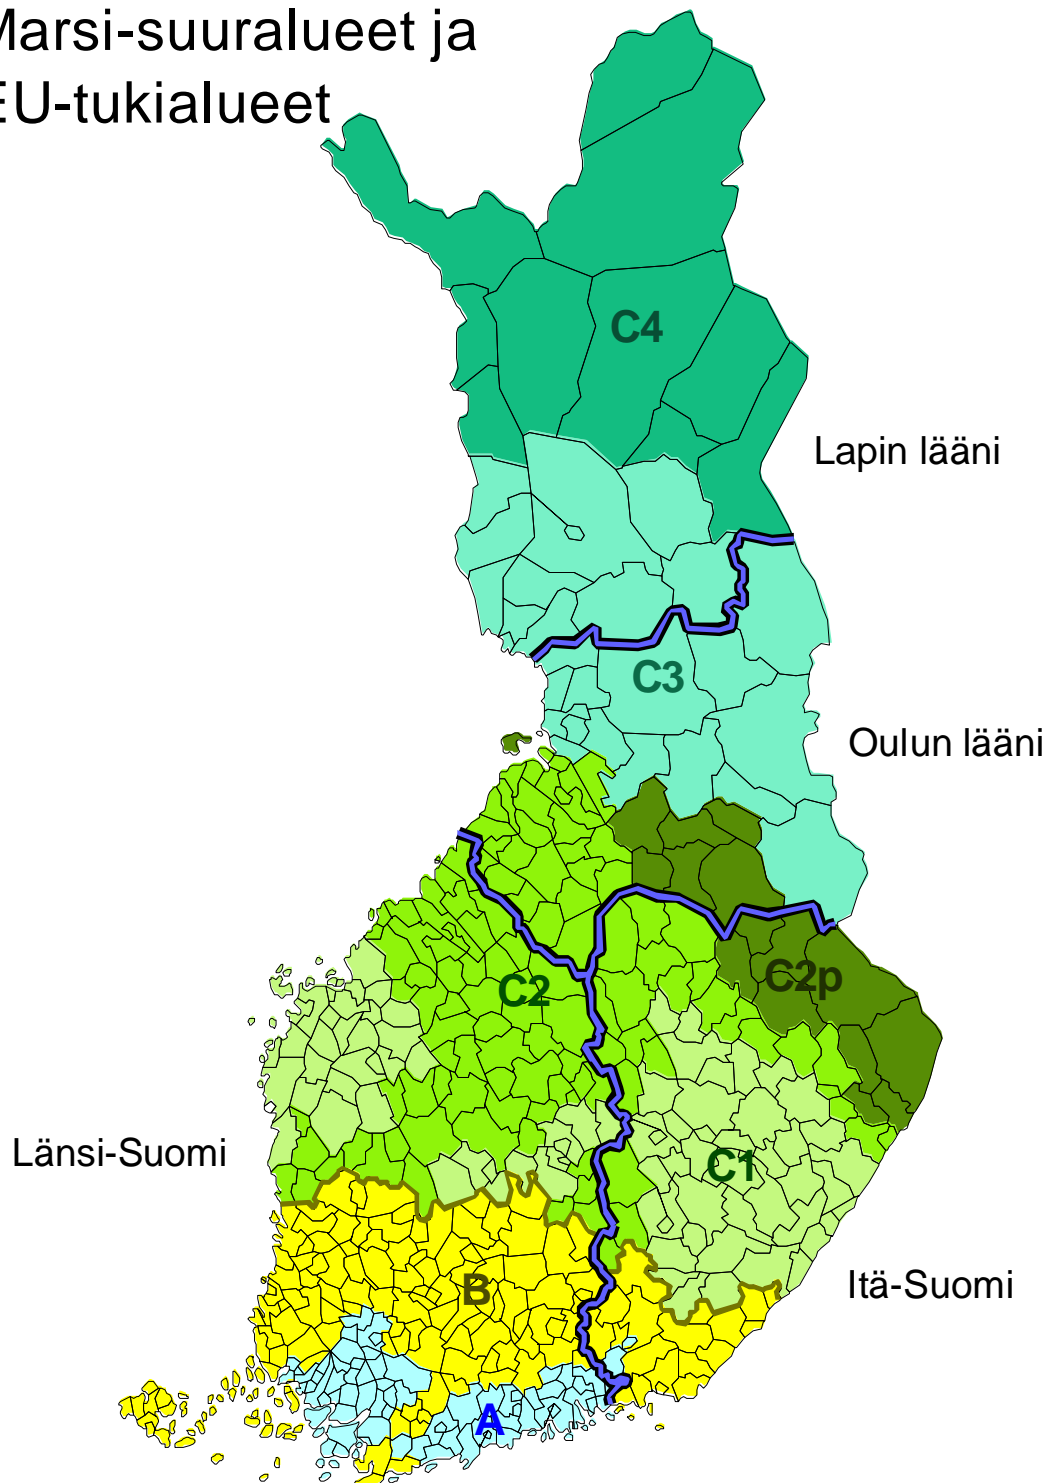 Marsi-suuralueet ja
EU-tukialueet
C4
Lapin lääni
C3
Oulun lääni
C2p
C2
Länsi-Suomi
C1
Itä-Suomi
B
A